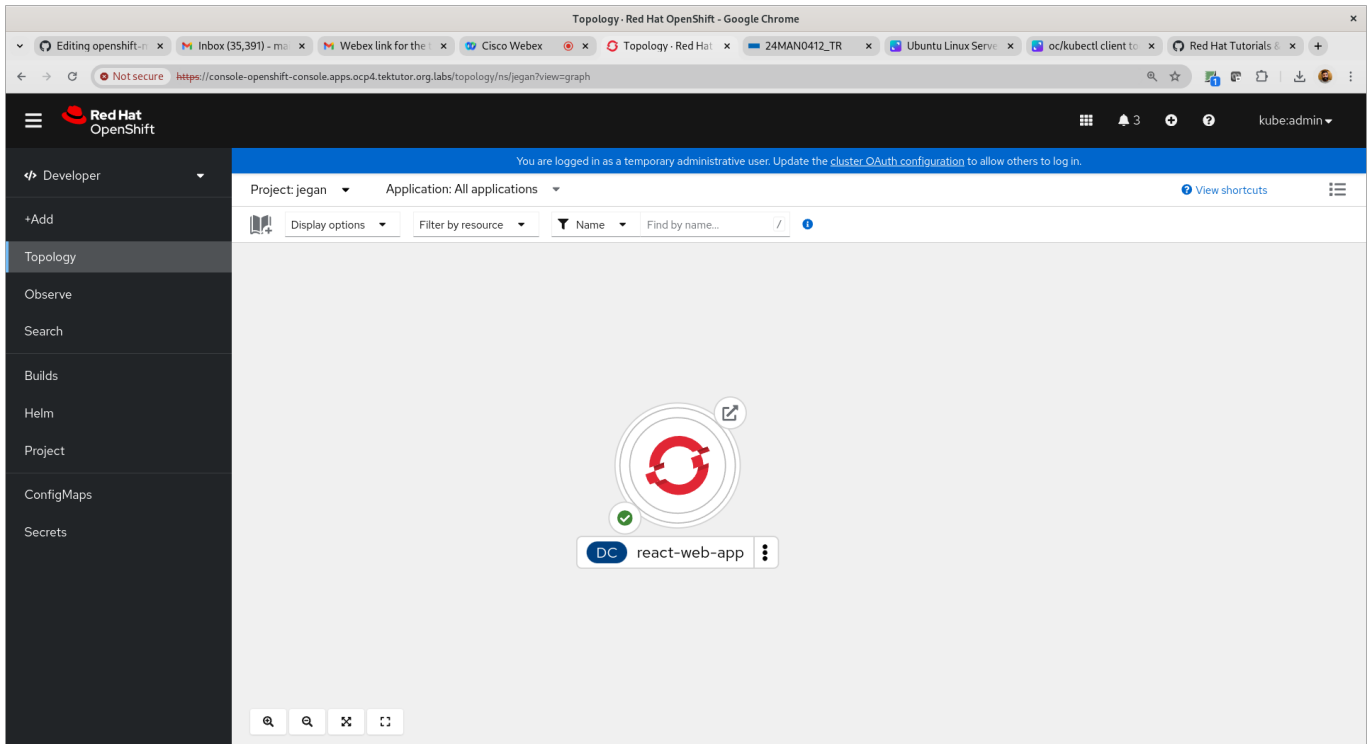 Topology · Red Hat OpenShift - Google Chrome
Editing openshift-n
Inbox (35,391) - ma
Webex link for the t
Cisco Webex
Topology · Red Hat
24MAN0412_TR
Ubuntu Linux Serve
oc/kubectl client to
Red Hat Tutorials &
Not secure https://console-openshift-console.apps.ocp4.tektutor.org.labs/topology/ns/jegan?view=graph
1
Red Hat
OpenShift
3
kube:admin
You are logged in as a temporary administrative user. Update the cluster OAuth configuration to allow others to log in.
Developer
Project: jegan
Application: All applications
View shortcuts
+Add
Display options
Filter by resource
Name
Find by name...
/
Topology
Observe
Search
Builds
Helm
Project
ConfigMaps
Secrets
DC react-web-app